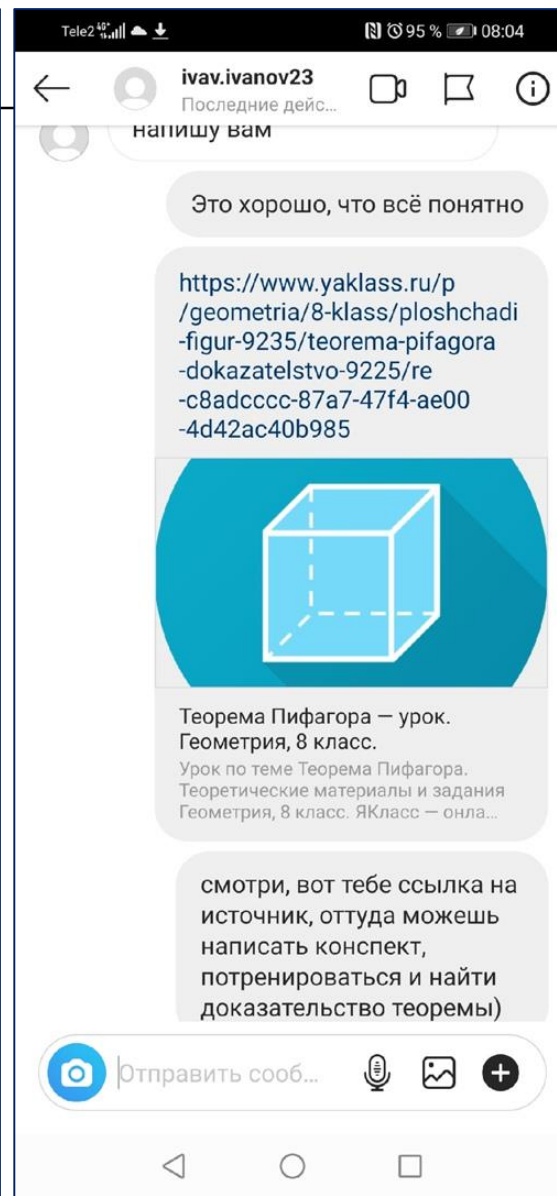 Tele2 4G 95 % 08:04
ivav.ivanov23
Последние дейс...
напишу вам
Это хорошо, что всё понятно
https://www.yaklass.ru/p
/geometria/8-klass/ploshchadi
-figur-9235/teorema-pifagora
-dokazatelstvo-9225/re
-c8adcccc-87a7-47f4-ae00
-4d42ac40b985
Теорема Пифагора — урок.
Геометрия, 8 класс.
Урок по теме Теорема Пифагора.
Теоретические материалы и задания
Геометрия, 8 класс. ЯКласс — онла...
смотри, вот тебе ссылка на
источник, оттуда можешь
написать конспект,
потренироваться и найти
доказательство теоремы)
Отправить сооб...